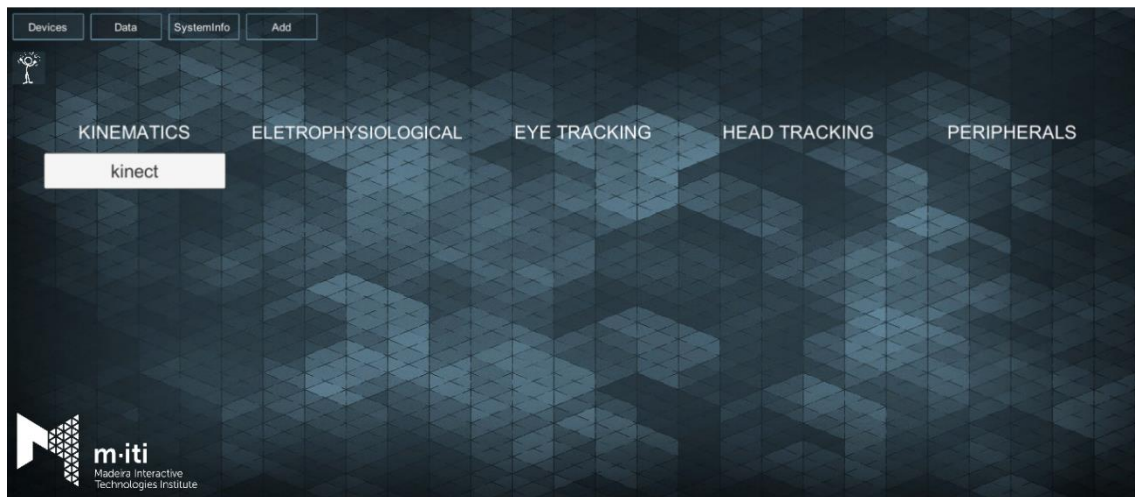 Devices Data SystemInfo Add
KINEMATICS ELETROPHYSIOLOGICAL EYE TRACKING HEAD TRACKING PERIPHERALS
kinect
m·iti
Madeira Interactive
Technologies Institute